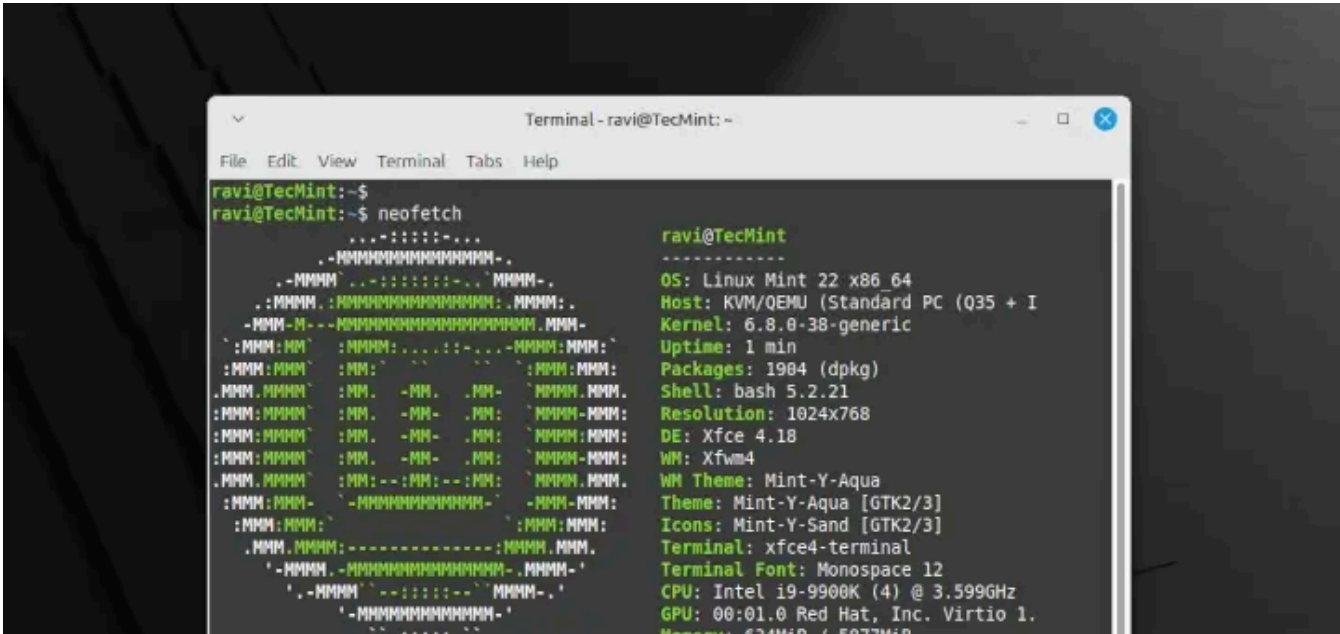 Terminal - ravi@TecMint: ~
File Edit View Terminal Tabs Help
ravi@TecMint:~$
ravi@TecMint:~$ neofetch
ravi@TecMint
------------
OS: Linux Mint 22 x86_64
Host: KVM/QEMU (Standard PC (Q35 + I
Kernel: 6.8.0-38-generic
Uptime: 1 min
Packages: 1904 (dpkg)
Shell: bash 5.2.21
Resolution: 1024x768
DE: Xfce 4.18
WM: Xfwm4
WM Theme: Mint-Y-Aqua
Theme: Mint-Y-Aqua [GTK2/3]
Icons: Mint-Y-Sand [GTK2/3]
Terminal: xfce4-terminal
Terminal Font: Monospace 12
CPU: Intel i9-9900K (4) @ 3.599GHz
GPU: 00:01.0 Red Hat, Inc. Virtio 1.